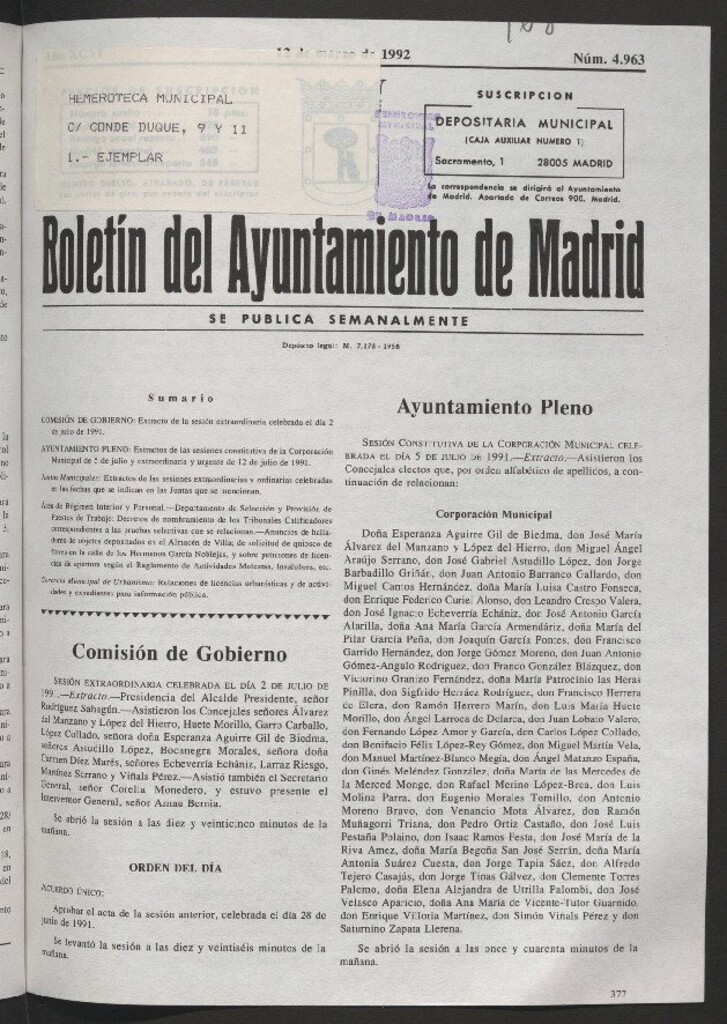 12 de marzo de 1992
Núm. 4.963
HEMEROTECA MUNICIPAL
C/ CONDE DUQUE, 9 Y 11
1.- EJEMPLAR
SUSCRIPCION
DEPOSITARIA MUNICIPAL
(CAJA AUXILIAR NUMERO 1)
Sacramento, 1 28005 MADRID
La correspondencia se dirigirá al Ayuntamiento
de Madrid. Apartado de Correos 900. Madrid.
Boletín del Ayuntamiento de Madrid
SE PUBLICA SEMANALMENTE
Depósito legal: M. 7.178 - 1958
Sumario
COMISIÓN DE GOBIERNO: Extracto de la sesión extraordinaria celebrada el día 2
de julio de 1991.
AYUNTAMIENTO PLENO: Extractos de las sesiones constitutiva de la Corporación
Municipal de 5 de julio y extraordinaria y urgente de 12 de julio de 1991.
Juntas Municipales: Extractos de las sesiones extraordinarias y ordinarias celebradas
en las fechas que se indican en las Juntas que se mencionan.
Área de Régimen Interior y Personal.—Departamento de Selección y Provisión de
Puestos de Trabajo: Decretos de nombramiento de los Tribunales Calificadores
correspondientes a las pruebas selectivas que se relacionan.—Anuncios de hallazgos
de objetos depositados en el Almacén de Villa; de solicitud de quiosco de
flores en la calle de los Hermanos García Noblejas, y sobre peticiones de licencias
de apertura según el Reglamento de Actividades Molestas, Insalubres, etc.
Gerencia Municipal de Urbanismo: Relaciones de licencias urbanísticas y de actividades
y expedientes para información pública.
Comisión de Gobierno
SESIÓN EXTRAORDINARIA CELEBRADA EL DÍA 2 DE JULIO DE
1991.—Extracto.—Presidencia del Alcalde Presidente, señor
Rodríguez Sahagún.—Asistieron los Concejales señores Álvarez
del Manzano y López del Hierro, Huete Morillo, Garro Carballo,
López Collado, señora doña Esperanza Aguirre Gil de Biedma,
señores Astudillo López, Bocanegra Morales, señora doña
Carmen Díez Marés, señores Echeverría Echániz, Larraz Riesgo,
Martínez Serrano y Viñals Pérez.—Asistió también el Secretario
General, señor Corella Monedero, y estuvo presente el
Interventor General, señor Arnau Bernia.
Se abrió la sesión a las diez y veinticinco minutos de la
mañana.
ORDEN DEL DÍA
ACUERDO ÚNICO:
Aprobar el acta de la sesión anterior, celebrada el día 28 de
junio de 1991.
Se levantó la sesión a las diez y veintiséis minutos de la
mañana.
Ayuntamiento Pleno
SESIÓN CONSTITUTIVA DE LA CORPORACIÓN MUNICIPAL CELEBRADA
EL DÍA 5 DE JULIO DE 1991.—Extracto.—Asistieron los
Concejales electos que, por orden alfabético de apellidos, a continuación
de relacionan:
Corporación Municipal
Doña Esperanza Aguirre Gil de Biedma, don José María
Álvarez del Manzano y López del Hierro, don Miguel Ángel
Araújo Serrano, don José Gabriel Astudillo López, don Jorge
Barbadillo Griñán, don Juan Antonio Barranco Gallardo, don
Miguel Cantos Hernández, doña María Luisa Castro Fonseca,
don Enrique Federico Curiel Alonso, don Leandro Crespo Valera,
don José Ignacio Echeverría Echániz, don José Antonio García
Alarilla, doña Ana María García Armendáriz, doña María del
Pilar García Peña, don Joaquín García Pontes, don Francisco
Garrido Hernández, don Jorge Gómez Moreno, don Juan Antonio
Gómez-Angulo Rodríguez, don Franco González Blázquez, don
Victorino Granizo Fernández, doña María Patrocinio las Heras
Pinilla, don Sigfrido Herráez Rodríguez, don Francisco Herrera
de Elera, don Ramón Herrero Marín, don Luis María Huete
Morillo, don Ángel Larroca de Dolarea, don Juan Lobato Valero,
don Fernando López Amor y García, don Carlos López Collado,
don Bonifacio Félix López-Rey Gómez, don Miguel Martín Vela,
don Manuel Martínez-Blanco Megía, don Ángel Matanzo España,
don Ginés Meléndez González, doña María de las Mercedes de
la Merced Monge, don Rafael Merino López-Brea, don Luis
Molina Parra, don Eugenio Morales Tomillo, don Antonio
Moreno Bravo, don Venancio Mota Álvarez, don Ramón
Muñagorri Triana, don Pedro Ortiz Castaño, don José Luis
Pestaña Polaino, don Isaac Ramos Festa, don José María de la
Riva Amez, doña María Begoña San José Serrán, doña María
Antonia Suárez Cuesta, don Jorge Tapia Sáez, don Alfredo
Tejero Casajús, don Jorge Tinas Gálvez, don Clemente Torres
Palomo, doña Elena Alejandra de Utrilla Palombi, don José
Velasco Aparicio, doña Ana María de Vicente-Tutor Guarnido,
don Enrique Villoria Martínez, don Simón Viñals Pérez y don
Saturnino Zapata Llerena.
Se abrió la sesión a las once y cuarenta minutos de la
mañana.
377